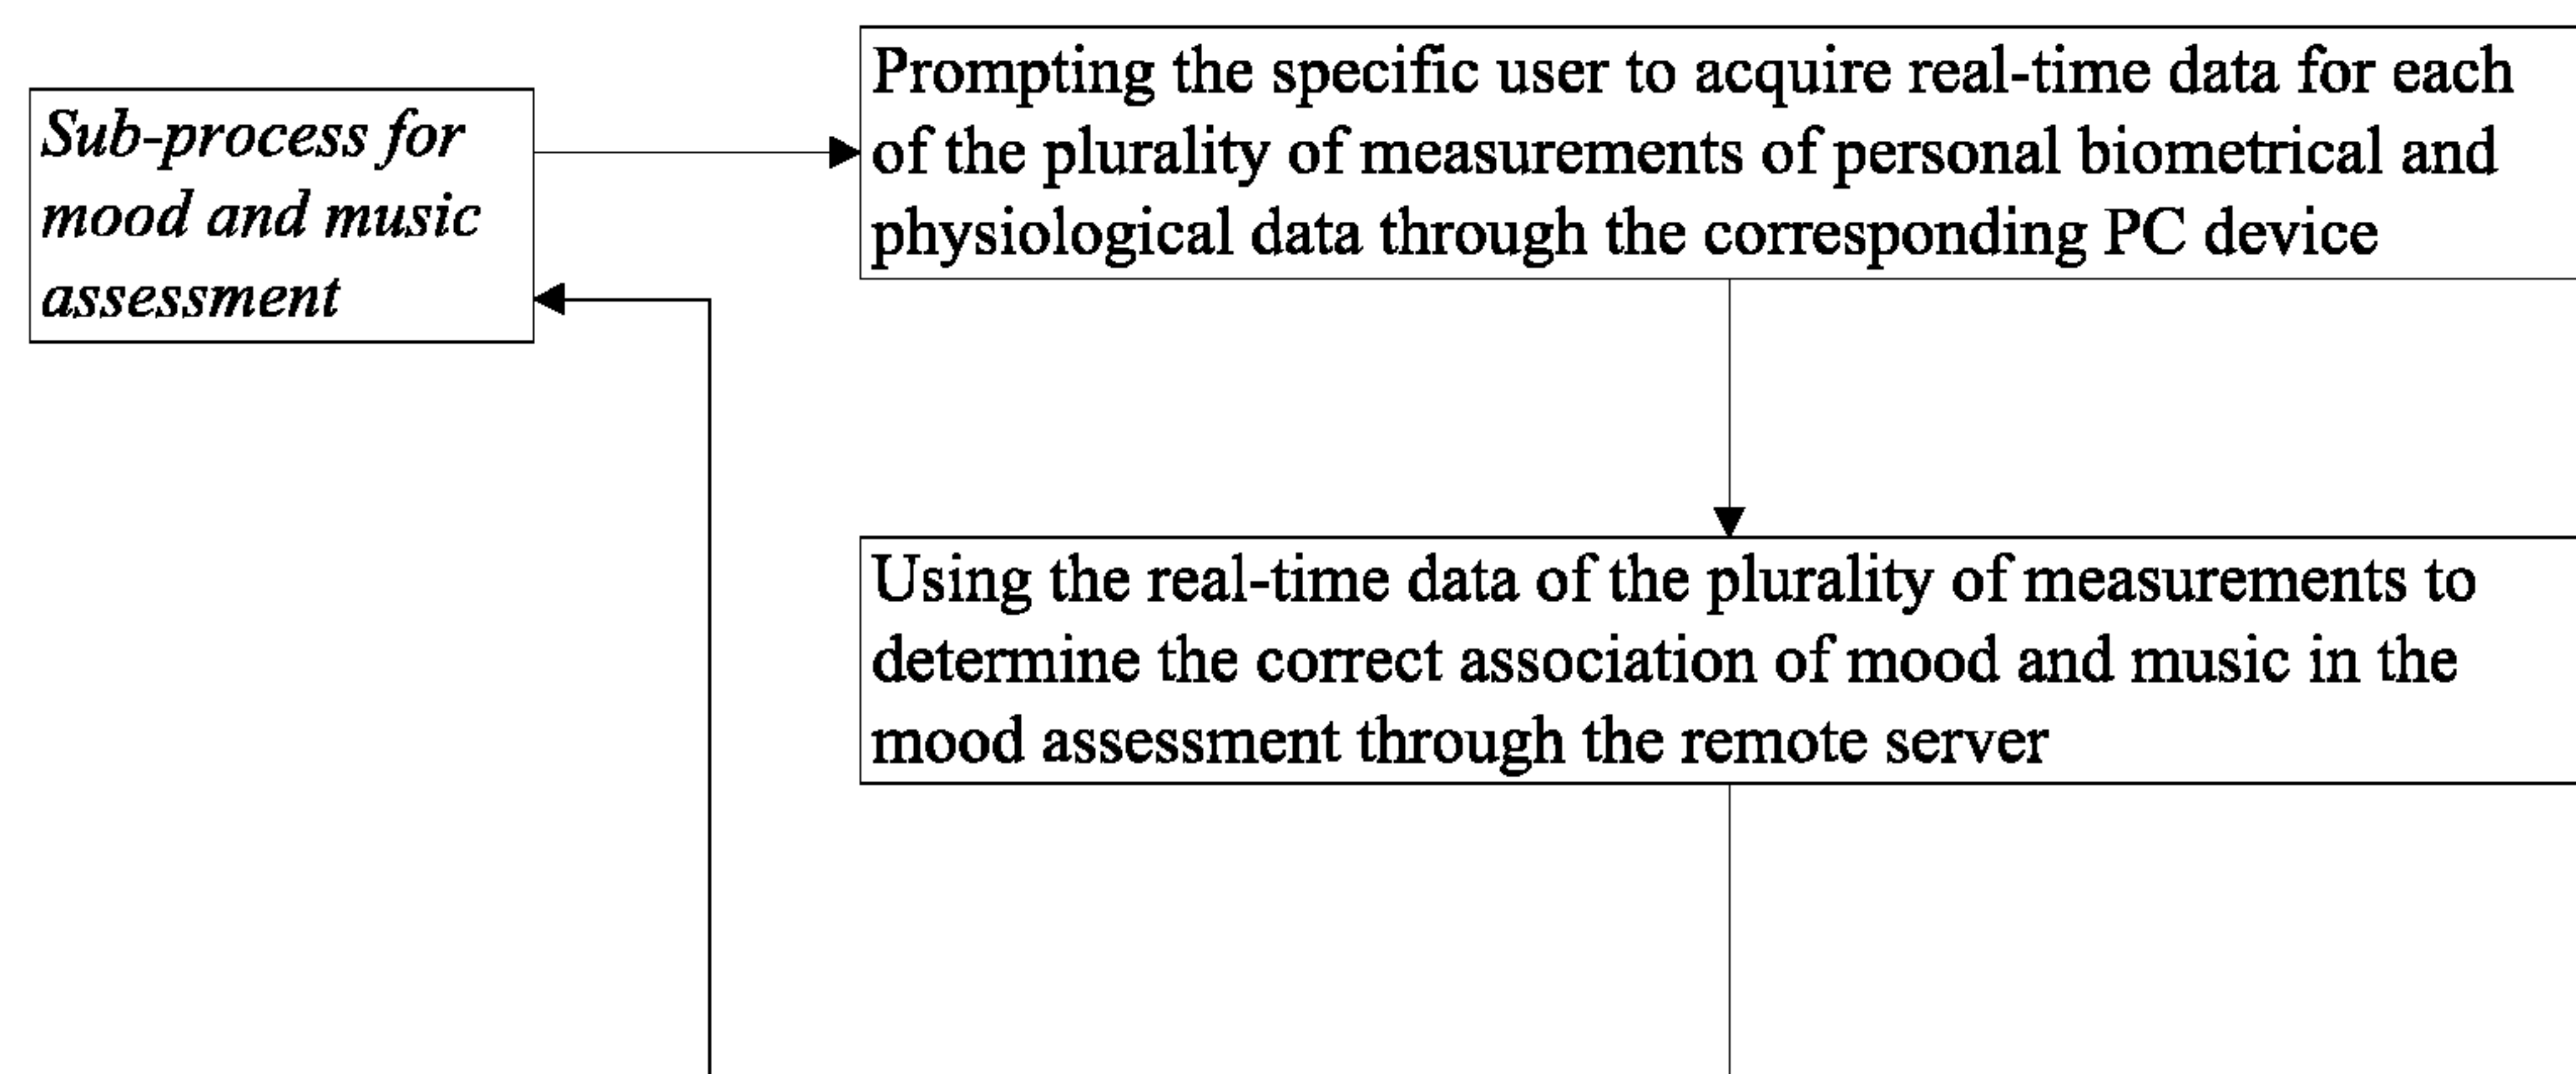 Sub-process for
mood and music
assessment
Prompting the specific user to acquire real-time data for each
of the plurality of measurements of personal biometrical and
physiological data through the corresponding PC device
Using the real-time data of the plurality of measurements to
determine the correct association of mood and music in the
mood assessment through the remote server